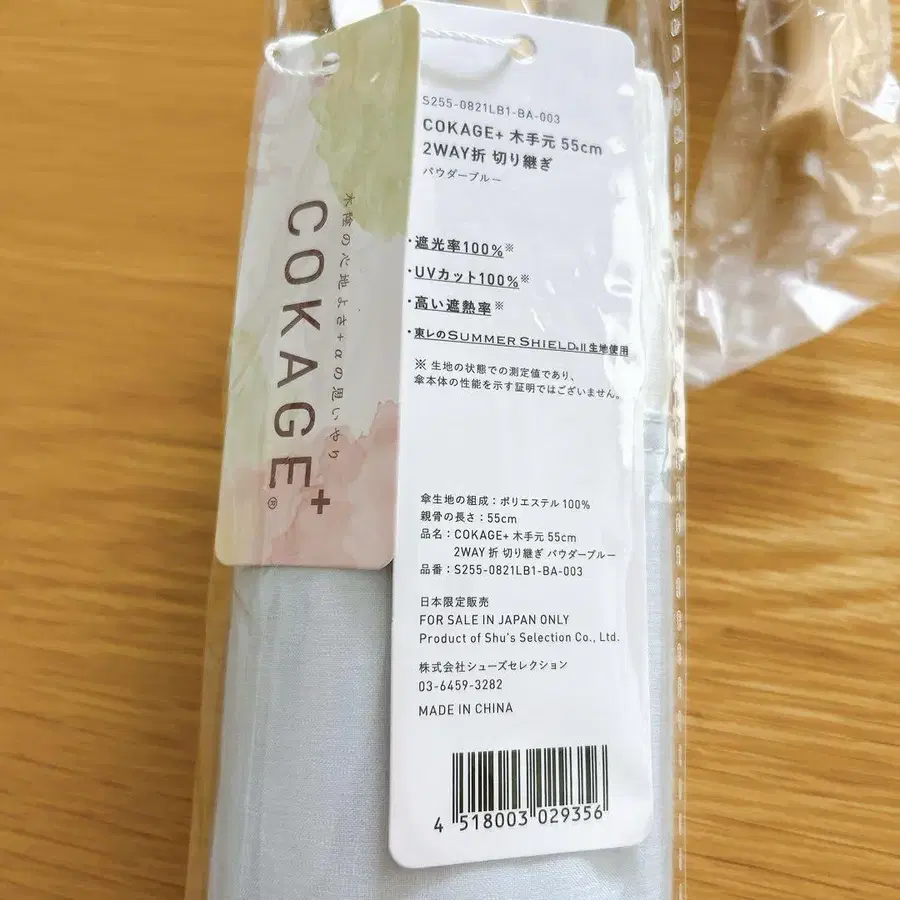 S255-0821LB1-BA-003
COKAGE+ 木手元 55cm
2WAY折 切り継ぎ
パウダーブルー
・遮光率100%※
・UVカット100%※
・高い遮熱率※
・東レのSUMMER SHIELD®II生地使用
※ 生地の状態での測定値であり、
傘本体の性能を示す証明ではございません。
傘生地の組成：ポリエステル 100%
親骨の長さ：55cm
品名：COKAGE+ 木手元 55cm
2WAY 折 切り継ぎ パウダーブルー
品番：S255-0821LB1-BA-003
日本限定販売
FOR SALE IN JAPAN ONLY
Product of Shu's Selection Co., Ltd.
株式会社シューズセレクション
03-6459-3282
MADE IN CHINA
4 518003 029356
木陰の心地よさ+αの思いやり
COKAGE+®